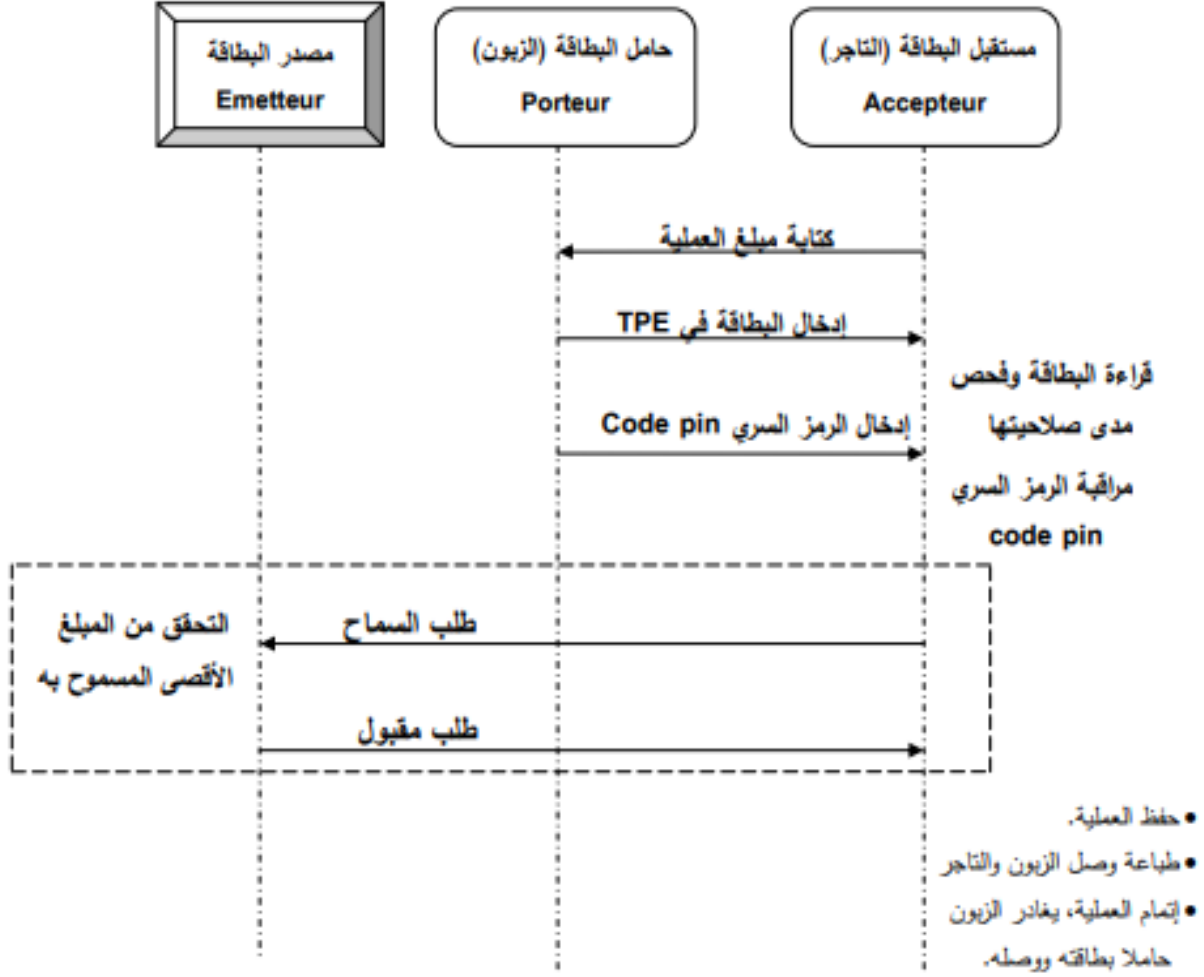 مصدر البطاقة
Emetteur
حامل البطاقة (الزبون)
Porteur
مستقبل البطاقة (التاجر)
Accepteur
كتابة مبلغ العملية
إدخال البطاقة في TPE
قراءة البطاقة وفحص
مدى صلاحيتها
إدخال الرمز السري Code pin
مراقبة الرمز السري
code pin
طلب السماح
التحقق من المبلغ
الأقصى المسموح به
طلب مقبول
• حفظ العملية.
• طباعة وصل الزبون والتاجر
• إتمام العملية، يغادر الزبون
حاملا بطاقته ووصله.